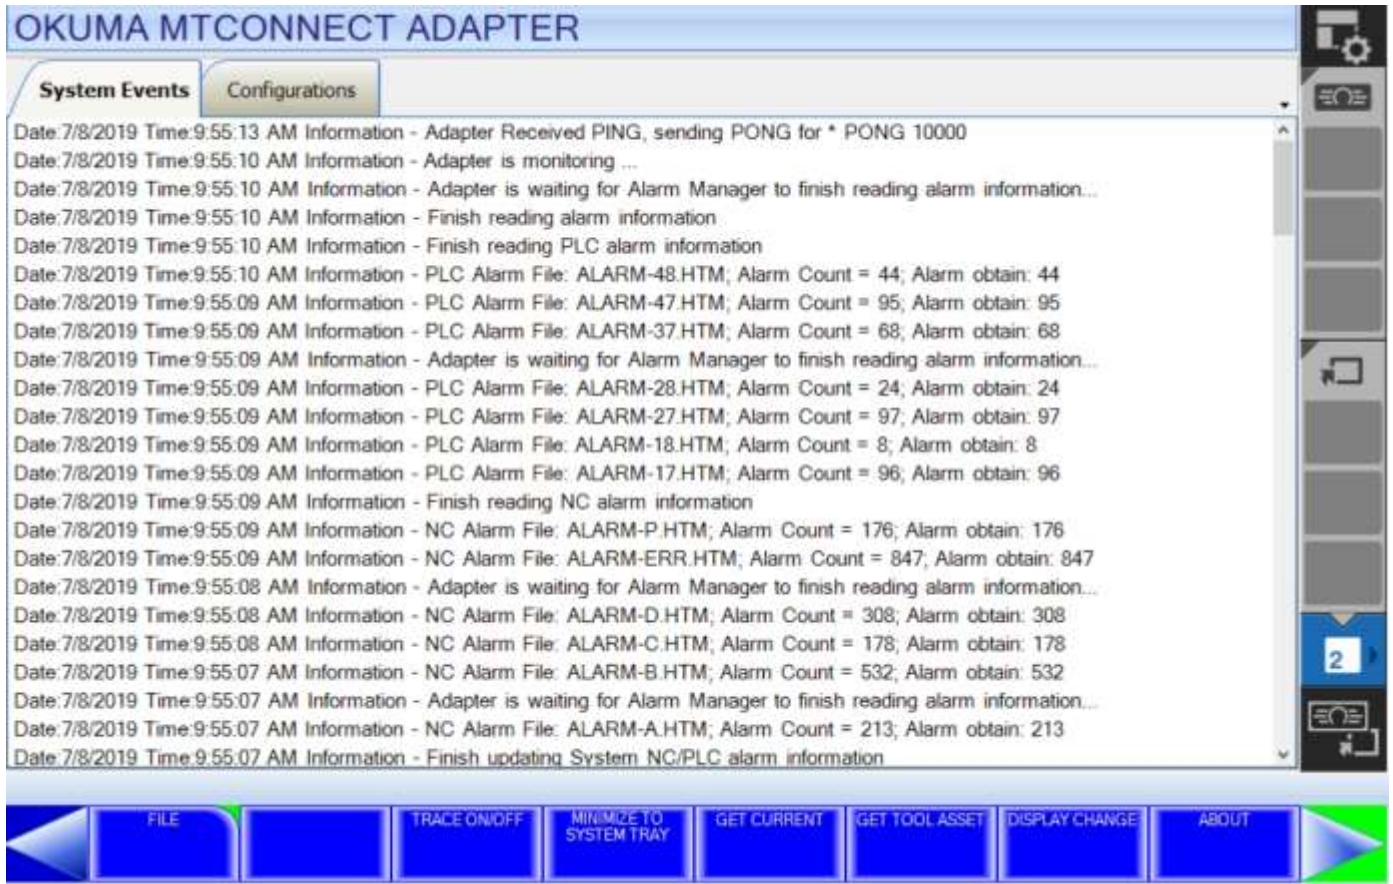 OKUMA MTCONNECT ADAPTER
System Events
Configurations
Date:7/8/2019 Time:9:55:13 AM Information - Adapter Received PING, sending PONG for * PONG 10000
Date:7/8/2019 Time:9:55:10 AM Information - Adapter is monitoring ...
Date:7/8/2019 Time:9:55:10 AM Information - Adapter is waiting for Alarm Manager to finish reading alarm information...
Date:7/8/2019 Time:9:55:10 AM Information - Finish reading alarm information
Date:7/8/2019 Time:9:55:10 AM Information - Finish reading PLC alarm information
Date:7/8/2019 Time:9:55:10 AM Information - PLC Alarm File: ALARM-48.HTM; Alarm Count = 44; Alarm obtain: 44
Date:7/8/2019 Time:9:55:09 AM Information - PLC Alarm File: ALARM-47.HTM; Alarm Count = 95; Alarm obtain: 95
Date:7/8/2019 Time:9:55:09 AM Information - PLC Alarm File: ALARM-37.HTM; Alarm Count = 68; Alarm obtain: 68
Date:7/8/2019 Time:9:55:09 AM Information - Adapter is waiting for Alarm Manager to finish reading alarm information...
Date:7/8/2019 Time:9:55:09 AM Information - PLC Alarm File: ALARM-28.HTM; Alarm Count = 24; Alarm obtain: 24
Date:7/8/2019 Time:9:55:09 AM Information - PLC Alarm File: ALARM-27.HTM; Alarm Count = 97; Alarm obtain: 97
Date:7/8/2019 Time:9:55:09 AM Information - PLC Alarm File: ALARM-18.HTM; Alarm Count = 8; Alarm obtain: 8
Date:7/8/2019 Time:9:55:09 AM Information - PLC Alarm File: ALARM-17.HTM; Alarm Count = 96; Alarm obtain: 96
Date:7/8/2019 Time:9:55:09 AM Information - Finish reading NC alarm information
Date:7/8/2019 Time:9:55:09 AM Information - NC Alarm File: ALARM-P.HTM; Alarm Count = 176; Alarm obtain: 176
Date:7/8/2019 Time:9:55:09 AM Information - NC Alarm File: ALARM-ERR.HTM; Alarm Count = 847; Alarm obtain: 847
Date:7/8/2019 Time:9:55:08 AM Information - Adapter is waiting for Alarm Manager to finish reading alarm information...
Date:7/8/2019 Time:9:55:08 AM Information - NC Alarm File: ALARM-D.HTM; Alarm Count = 308; Alarm obtain: 308
Date:7/8/2019 Time:9:55:08 AM Information - NC Alarm File: ALARM-C.HTM; Alarm Count = 178; Alarm obtain: 178
Date:7/8/2019 Time:9:55:07 AM Information - NC Alarm File: ALARM-B.HTM; Alarm Count = 532; Alarm obtain: 532
Date:7/8/2019 Time:9:55:07 AM Information - Adapter is waiting for Alarm Manager to finish reading alarm information...
Date:7/8/2019 Time:9:55:07 AM Information - NC Alarm File: ALARM-A.HTM; Alarm Count = 213; Alarm obtain: 213
Date:7/8/2019 Time:9:55:07 AM Information - Finish updating System NC/PLC alarm information
2
FILE
TRACE ON/OFF
MINIMIZE TO
SYSTEM TRAY
GET CURRENT
GET TOOL ASSET
DISPLAY CHANGE
ABOUT